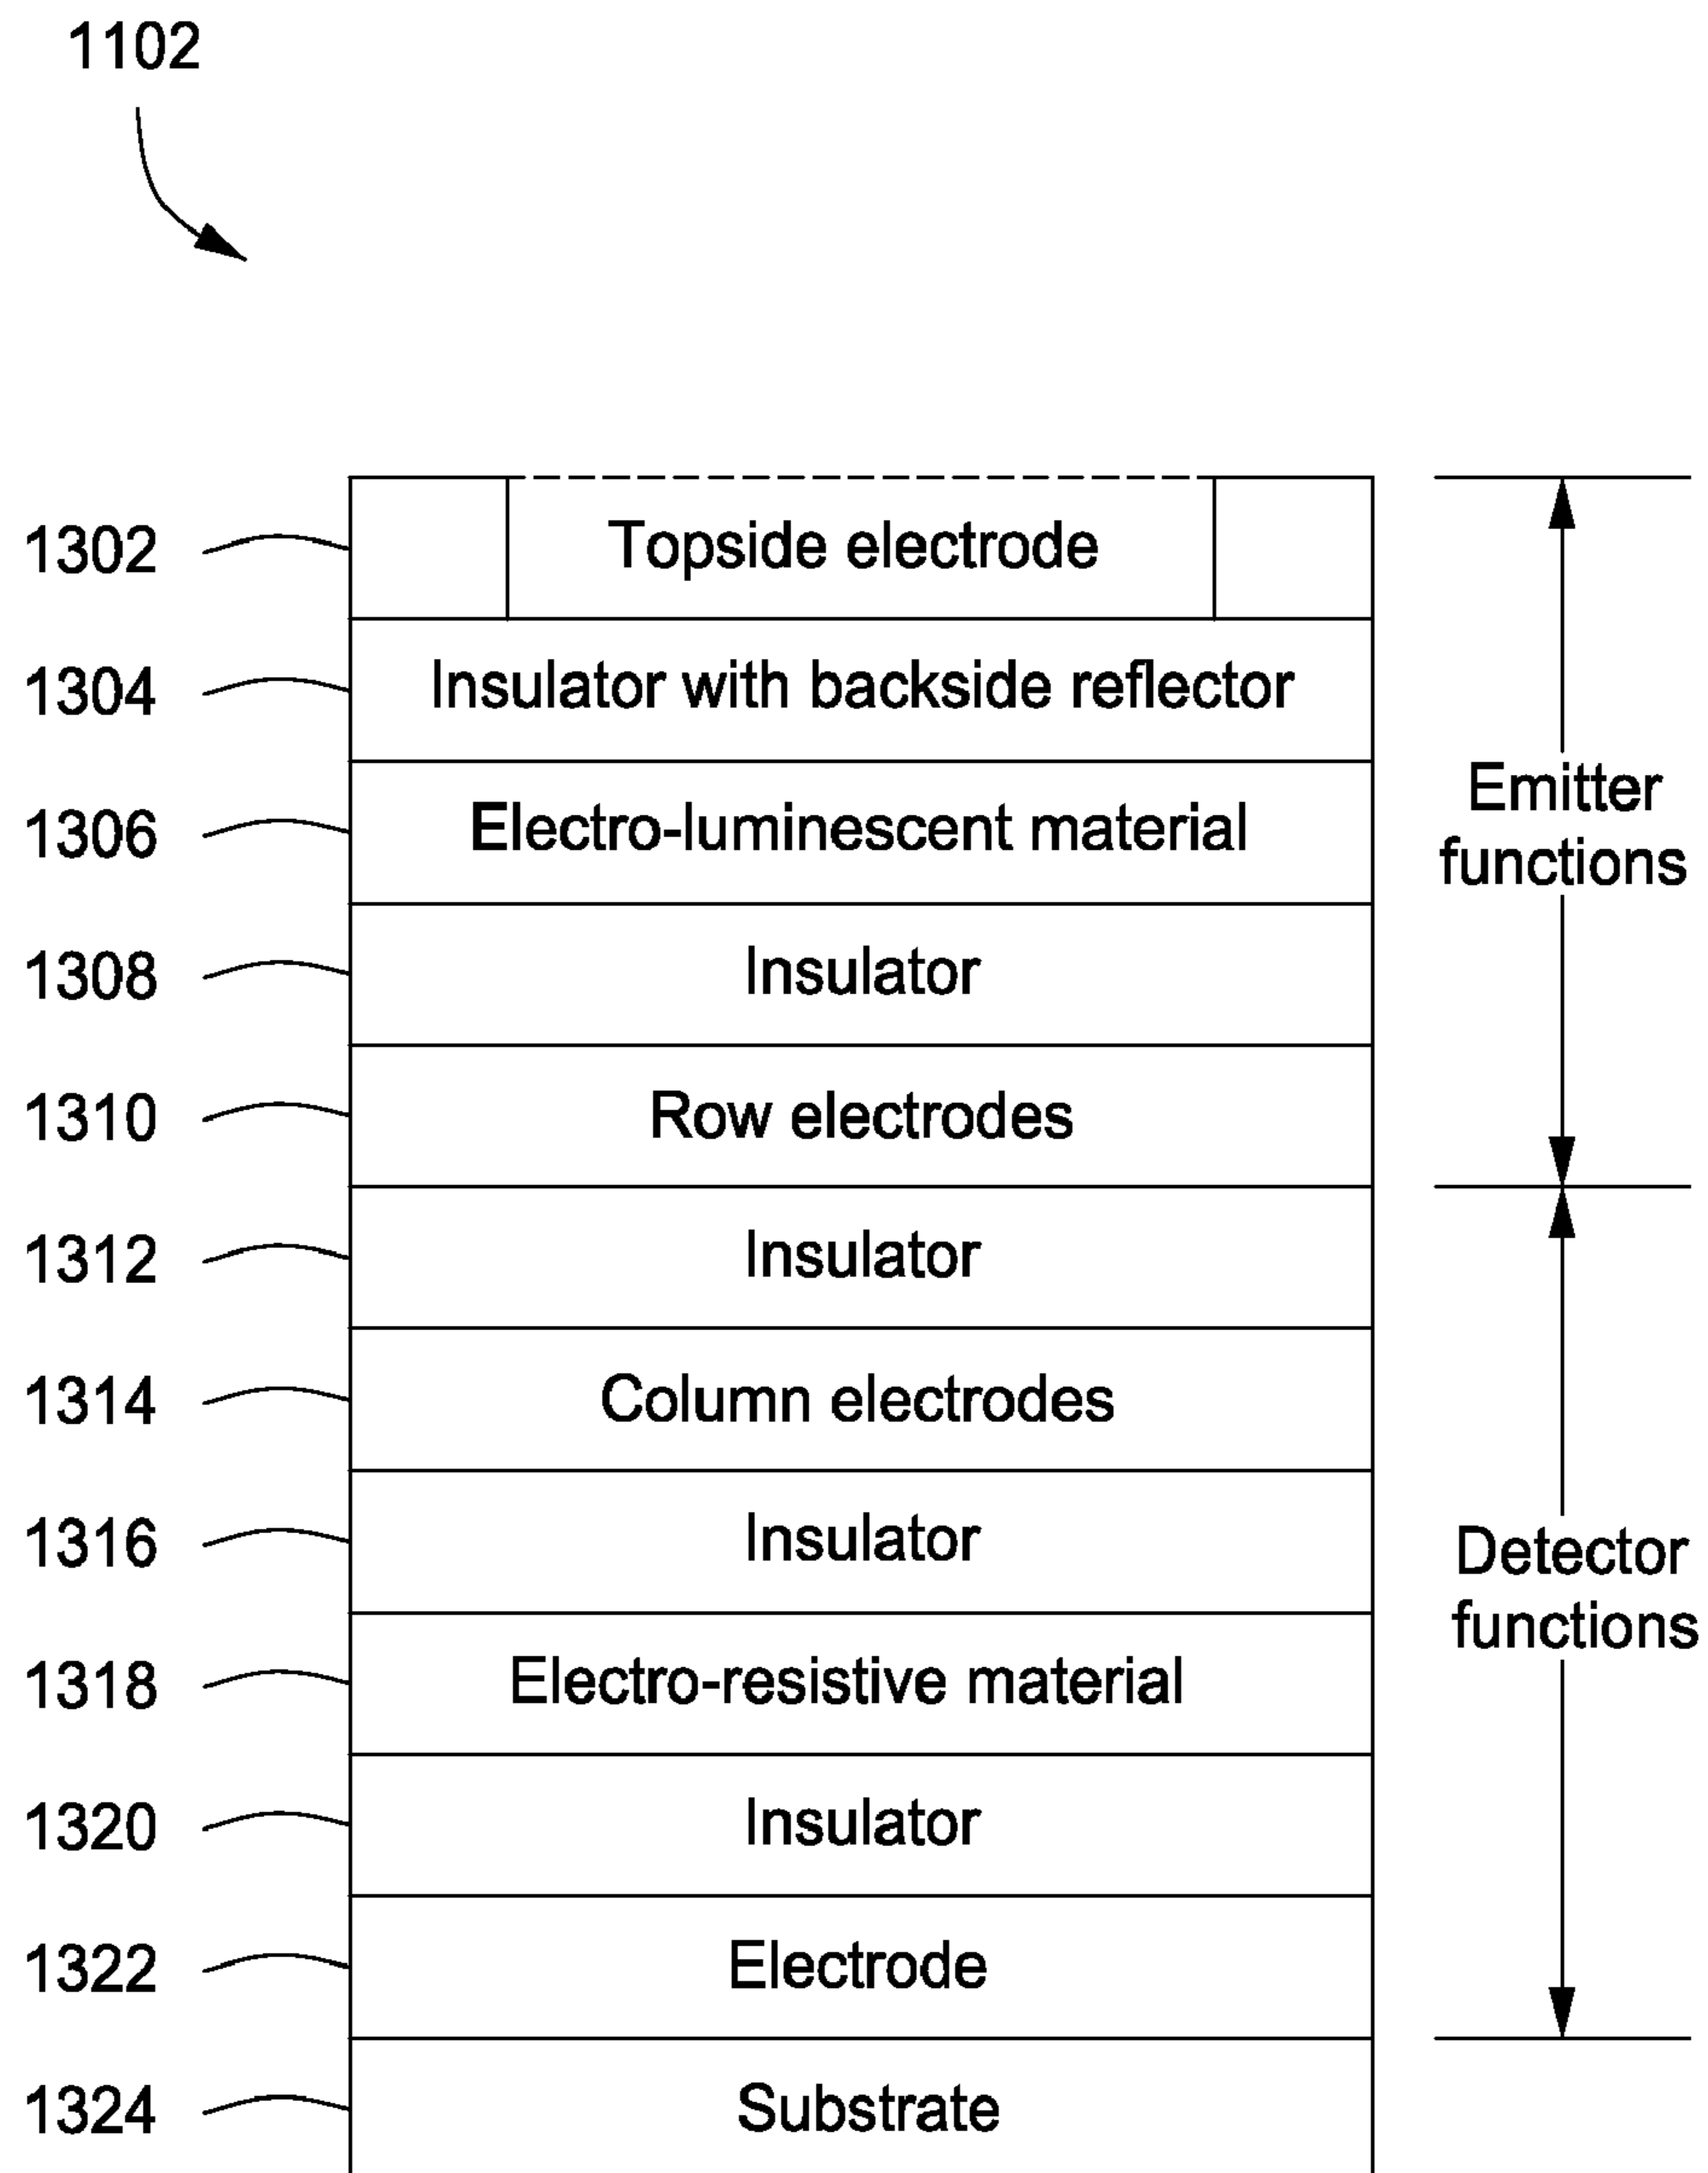 1102
1302 Topside electrode
1304 Insulator with backside reflector
1306 Electro-luminescent material
1308 Insulator
1310 Row electrodes
1312 Insulator
1314 Column electrodes
1316 Insulator
1318 Electro-resistive material
1320 Insulator
1322 Electrode
1324 Substrate
Emitter
functions
Detector
functions